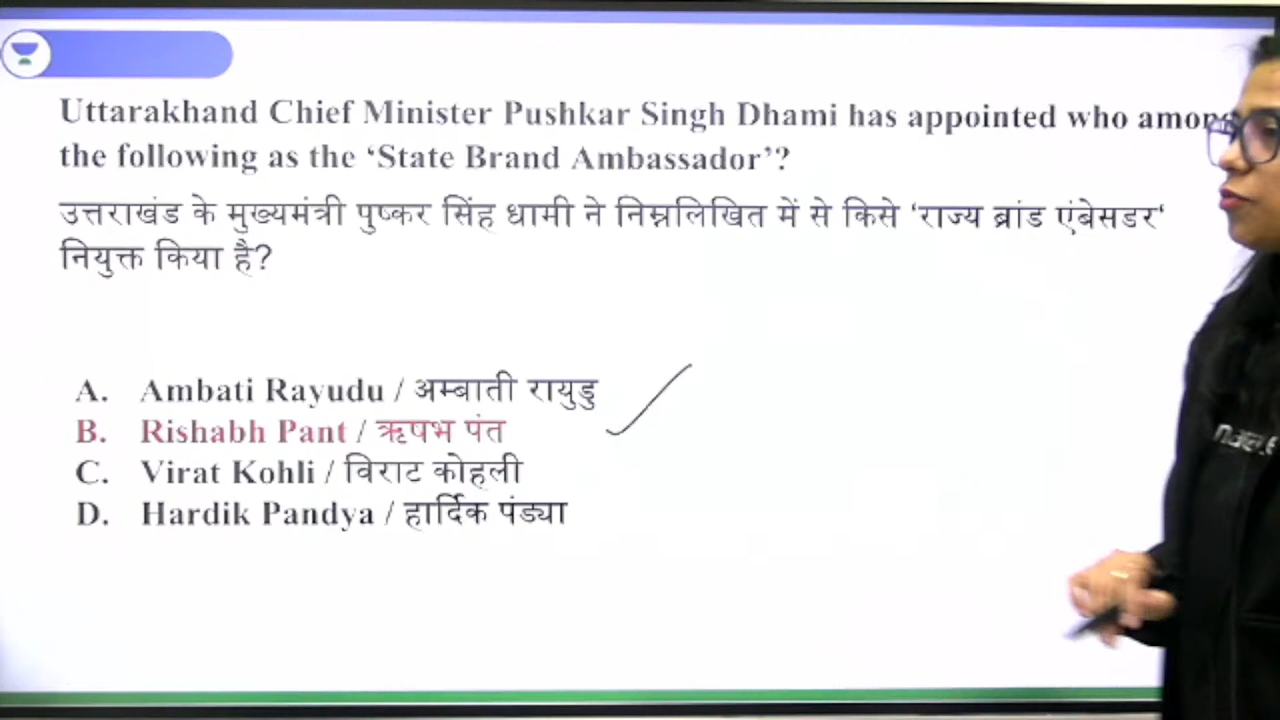 Uttarakhand Chief Minister Pushkar Singh Dhami has appointed who among
the following as the ‘State Brand Ambassador’?
उत्तराखंड के मुख्यमंत्री पुष्कर सिंह धामी ने निम्नलिखित में से किसे ‘राज्य ब्रांड एंबेसडर‘
नियुक्त किया है?
A. Ambati Rayudu / अम्बाती रायुडु
B. Rishabh Pant / ऋषभ पंत
C. Virat Kohli / विराट कोहली
D. Hardik Pandya / हार्दिक पंड्या